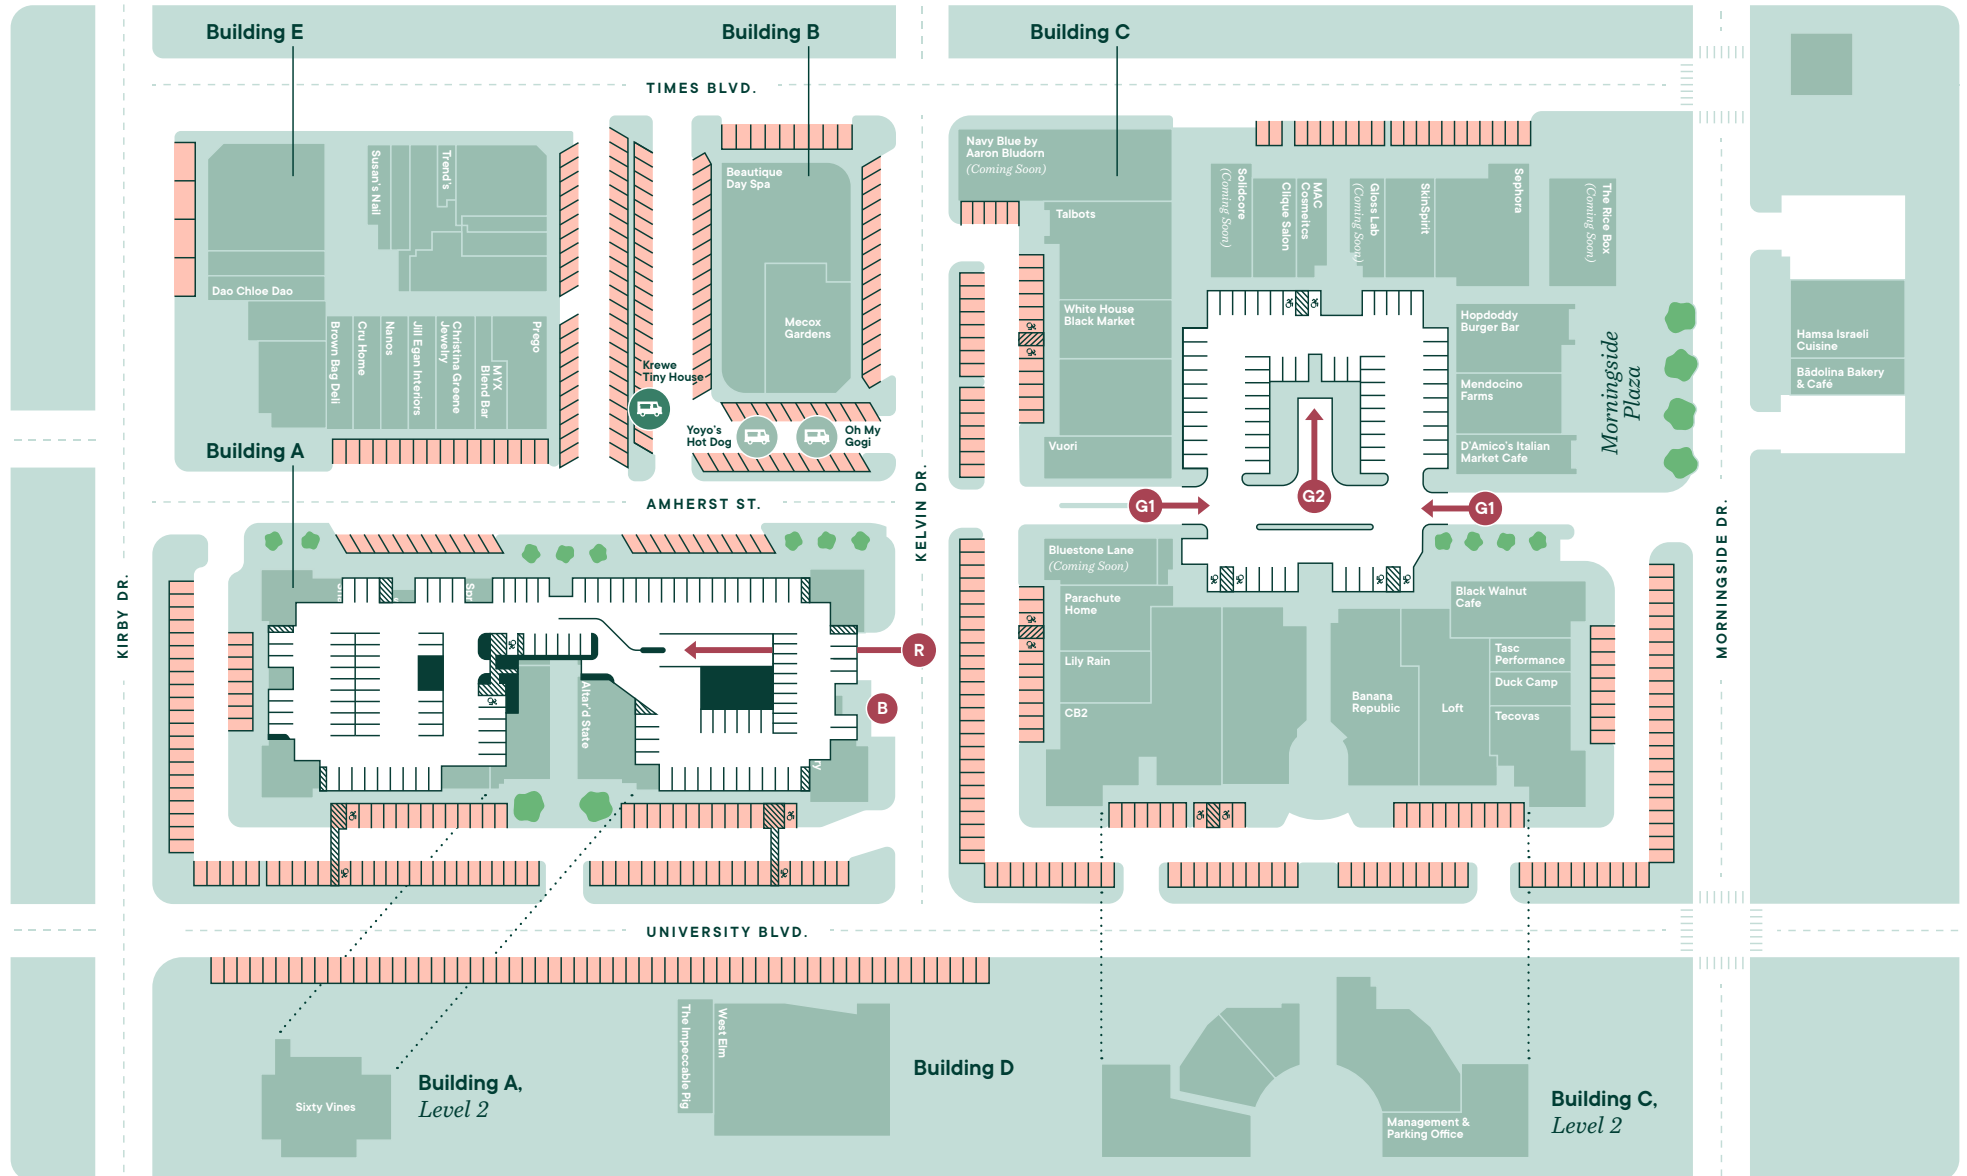 Building E
Building B
Building C
TIMES BLVD.
Susan's Nail
Trend's
Dao Chloe Dao
Brown Bag Deli
Cru Home
Nanos
Jill Egan Interiors
Christina Greene
Jewelry
MYX
Blend Bar
Prego
Beautique
Day Spa
Mecox
Gardens
Krewe
Tiny House
Yoyo's
Hot Dog
Oh My
Gogi
Navy Blue by
Aaron Bludorn
(Coming Soon)
Talbots
White House
Black Market
Vuori
Solidcore
(Coming Soon)
Clique Salon
MAC
Cosmeitcs
Gloss Lab
(Coming Soon)
SkinSpirit
Sephora
The Rice Box
(Coming Soon)
Hopdoddy
Burger Bar
Mendocino
Farms
D'Amico's Italian
Market Cafe
Morningside
Plaza
Hamsa Israeli
Cuisine
Bādolina Bakery
& Café
G1
G2
G1
Building A
AMHERST ST.
KELVIN DR.
KIRBY DR.
MORNINGSIDE DR.
Altar'd State
R
B
Bluestone Lane
(Coming Soon)
Parachute
Home
Lily Rain
CB2
Banana
Republic
Loft
Black Walnut
Cafe
Tasc
Performance
Duck Camp
Tecovas
UNIVERSITY BLVD.
Sixty Vines
Building A,
Level 2
The Impeccable Pig
West Elm
Building D
Management &
Parking Office
Building C,
Level 2